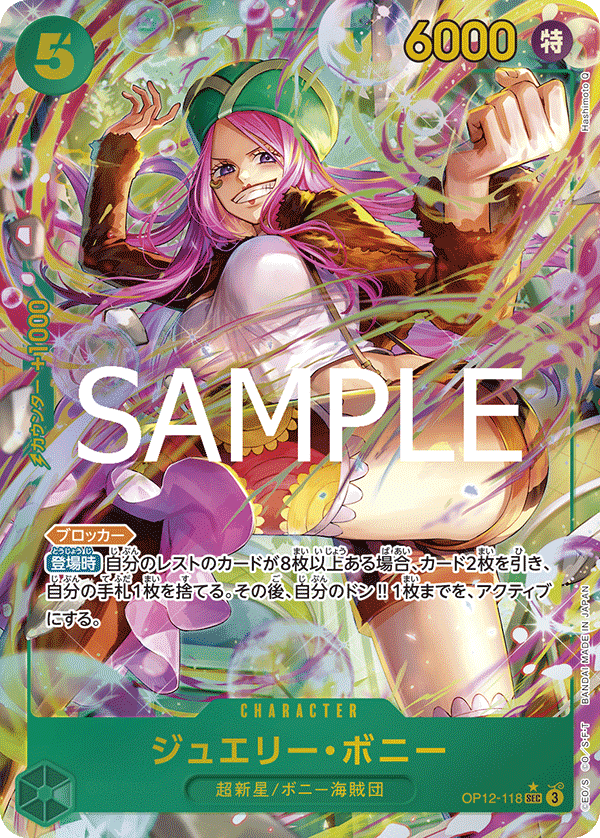 5
6000 特
Hashimoto Q
カウンター +1000
SAMPLE
ブロッカー
登場時 自分のレストのカードが8枚以上ある場合、カード2枚を引き、
自分の手札1枚を捨てる。その後、自分のドン!!1枚までを、アクティブ
にする。
CHARACTER
ジュエリー・ボニー
超新星/ボニー海賊団
OP12-118 SEC 3
©E.O/S ©O/S・F・T BANDAI MADE IN JAPAN